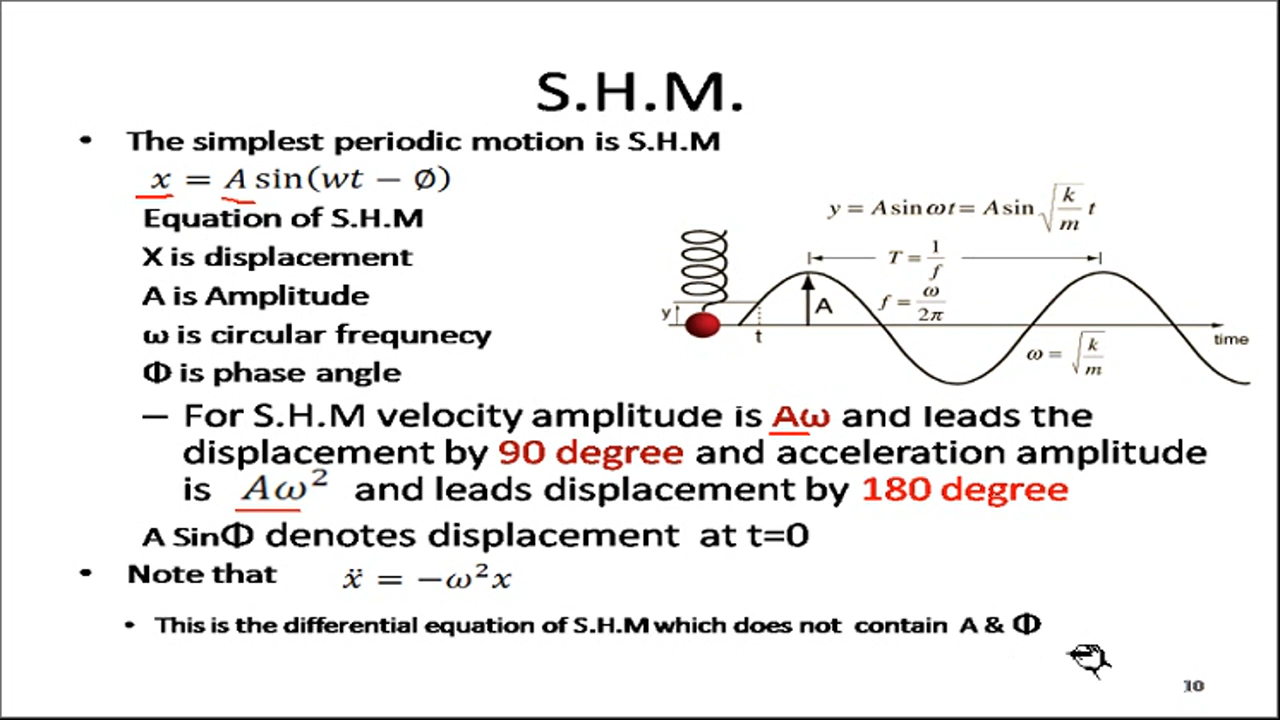 S.H.M.
• The simplest periodic motion is S.H.M
x = A sin(wt − ∅)
Equation of S.H.M
X is displacement
A is Amplitude
ω is circular frequnecy
Φ is phase angle
y = A sin ωt = A sin √(k/m) t
T = 1/f
A
f = ω/2π
y
t
time
ω = √(k/m)
– For S.H.M velocity amplitude is Aω and leads the
displacement by 90 degree and acceleration amplitude
is Aω² and leads displacement by 180 degree
A SinΦ denotes displacement at t=0
• Note that ẍ = −ω²x
• This is the differential equation of S.H.M which does not contain A & Φ
10